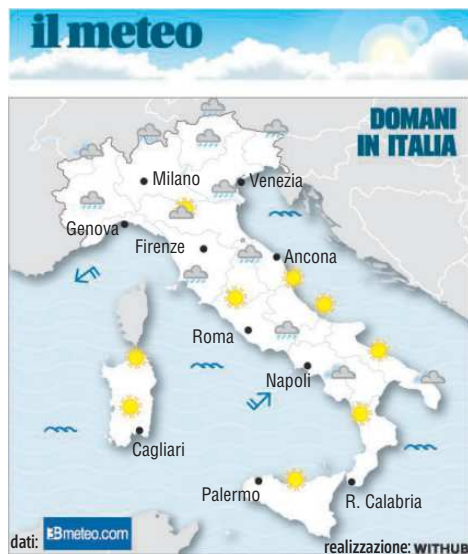 il meteo
DOMANI
IN ITALIA
Milano
Venezia
Genova
Firenze
Ancona
Roma
Napoli
Cagliari
Palermo
R. Calabria
dati: 3Bmeteo.com
realizzazione: WITHUB